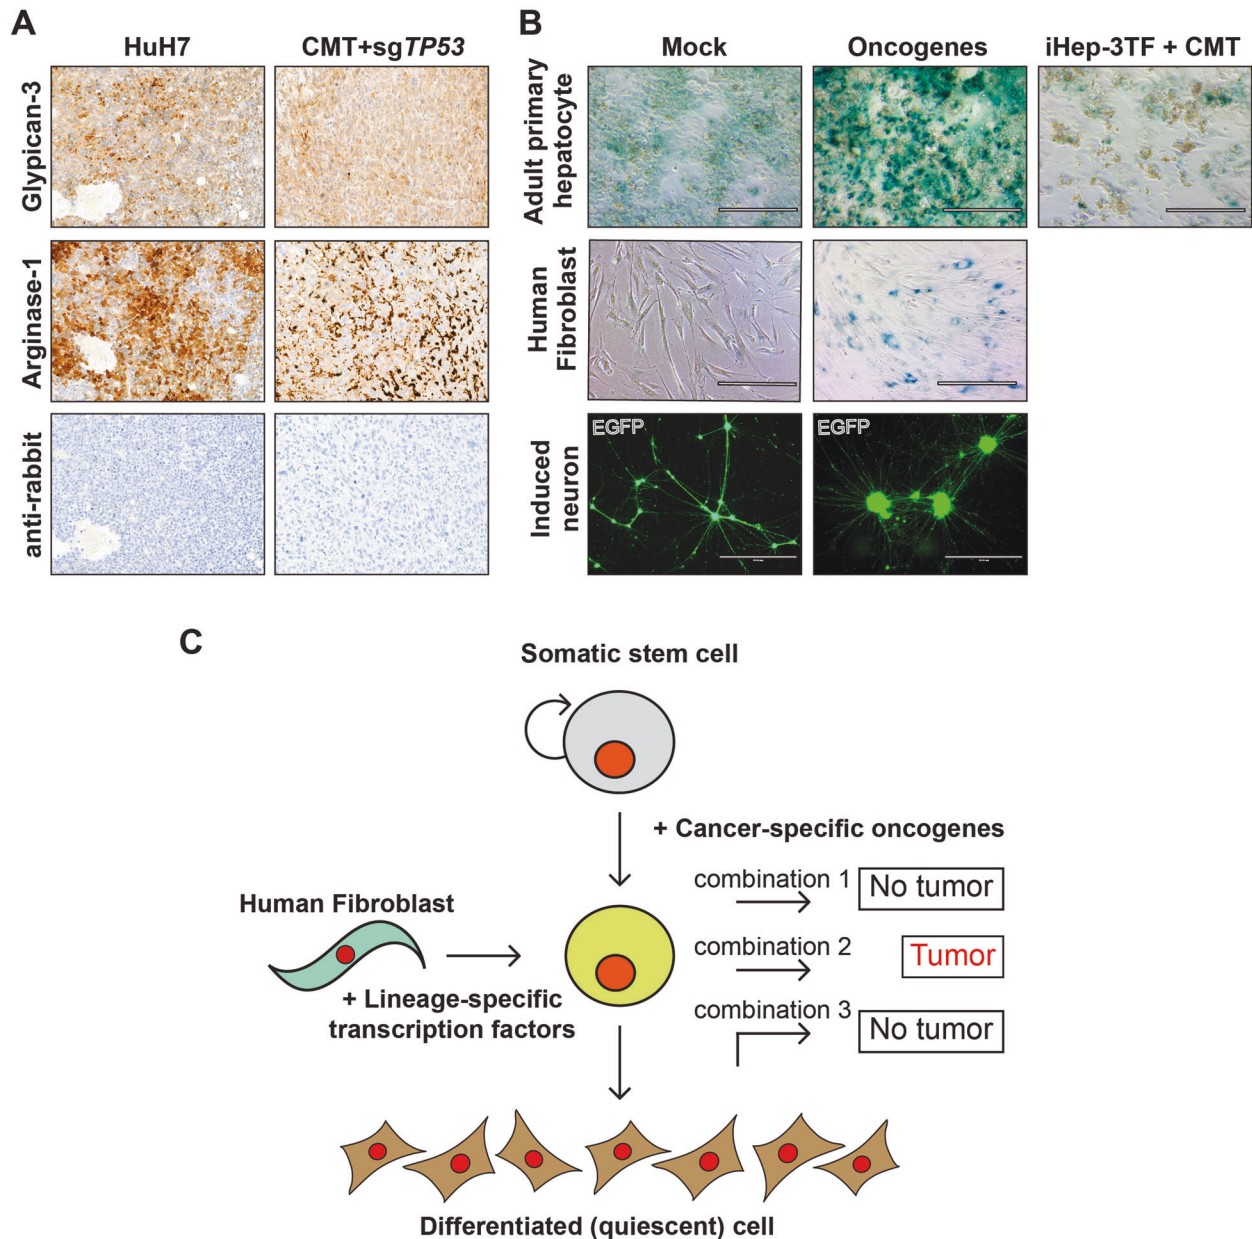 A
HuH7
CMT+sgTP53
Glypican-3
Arginase-1
anti-rabbit
B
Mock
Oncogenes
iHep-3TF + CMT
Adult primary
hepatocyte
Human
Fibroblast
Induced
neuron
EGFP
EGFP
C
Somatic stem cell
+ Cancer-specific oncogenes
combination 1
No tumor
Human Fibroblast
combination 2
Tumor
+ Lineage-specific
transcription factors
combination 3
No tumor
Differentiated (quiescent) cell